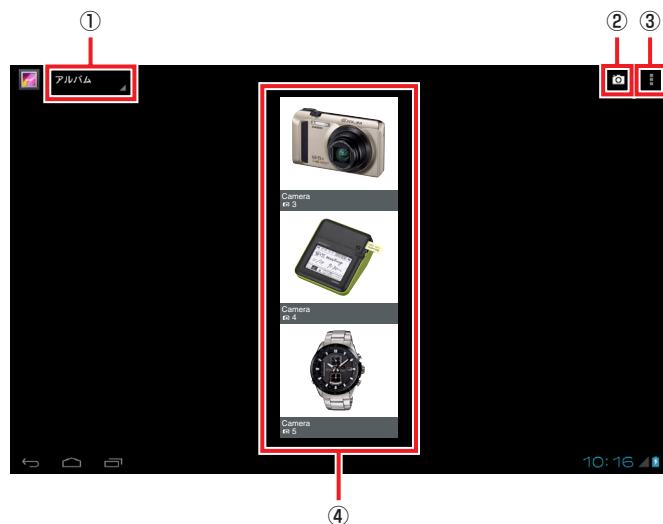 ① ② ③
アルバム
Camera
3
Camera
4
Camera
5
10:16
④